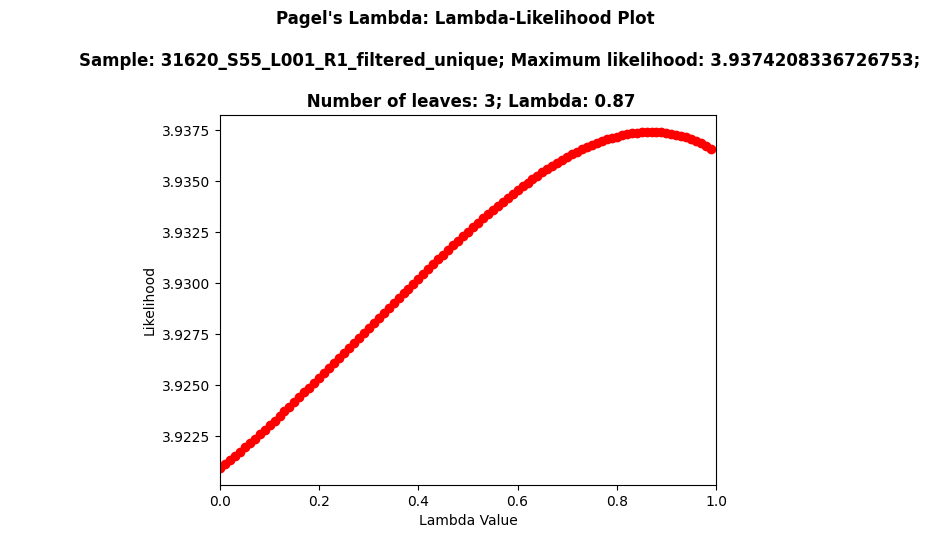 Pagel's Lambda: Lambda-Likelihood Plot
Sample: 31620_S55_L001_R1_filtered_unique; Maximum likelihood: 3.9374208336726753;
Number of leaves: 3; Lambda: 0.87
3.9375
3.9350
3.9325
3.9300
3.9275
3.9250
3.9225
Likelihood
0.0 0.2 0.4 0.6 0.8 1.0
Lambda Value